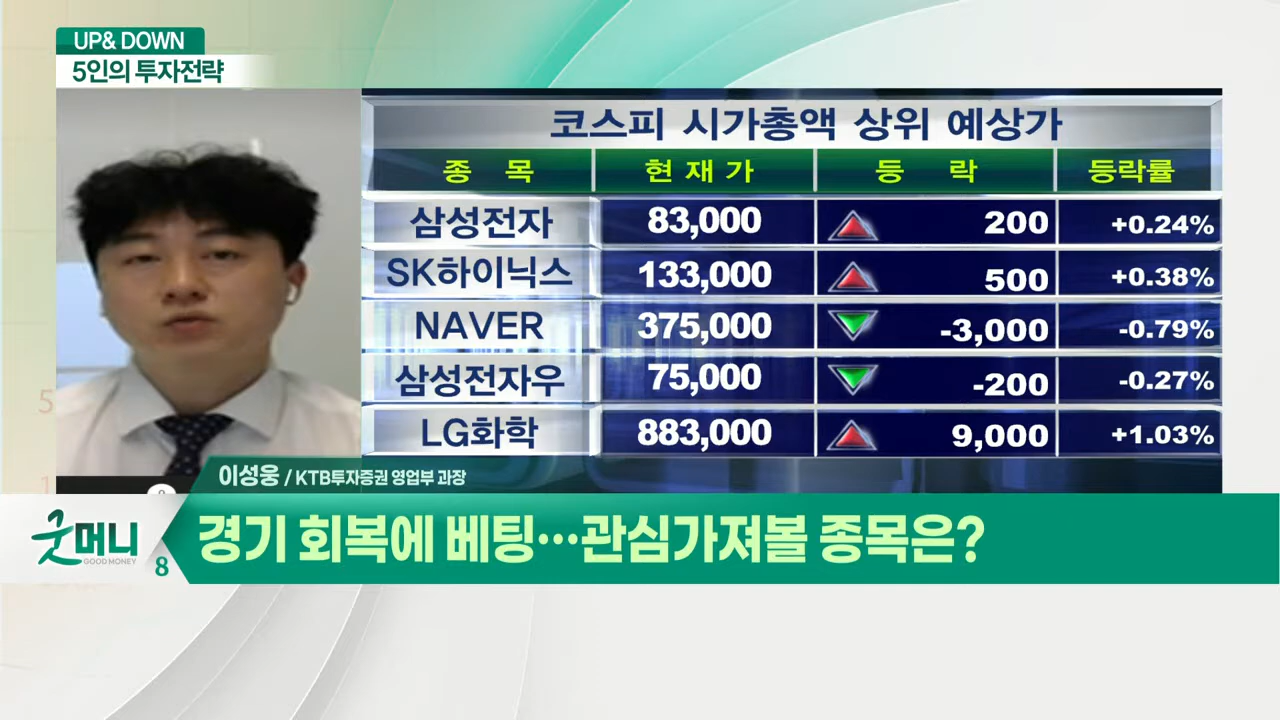 UP& DOWN
5인의 투자전략
코스피 시가총액 상위 예상가
종 목 현 재 가 등 락 등락률
삼성전자 83,000 200 +0.24%
SK하이닉스 133,000 500 +0.38%
NAVER 375,000 -3,000 -0.79%
삼성전자우 75,000 -200 -0.27%
LG화학 883,000 9,000 +1.03%
이성웅 / KTB투자증권 영업부 과장
굿머니
GOOD MONEY
8
경기 회복에 베팅…관심가져볼 종목은?
5
1